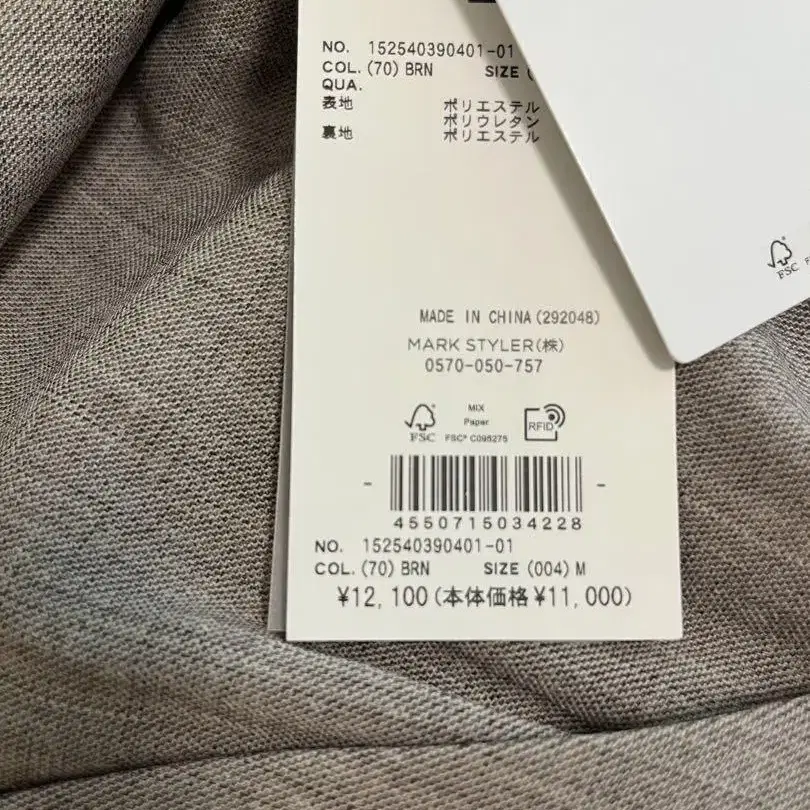 NO. 152540390401-01
COL. (70) BRN SIZE (
QUA.
表地 ポリエステル
ポリウレタン
裏地 ポリエステル
MADE IN CHINA (292048)
MARK STYLER(株)
0570-050-757
FSC
MIX
Paper
FSC® C095275
RFID
4550715034228
NO. 152540390401-01
COL. (70) BRN SIZE (004) M
¥12,100(本体価格¥11,000)
FSC